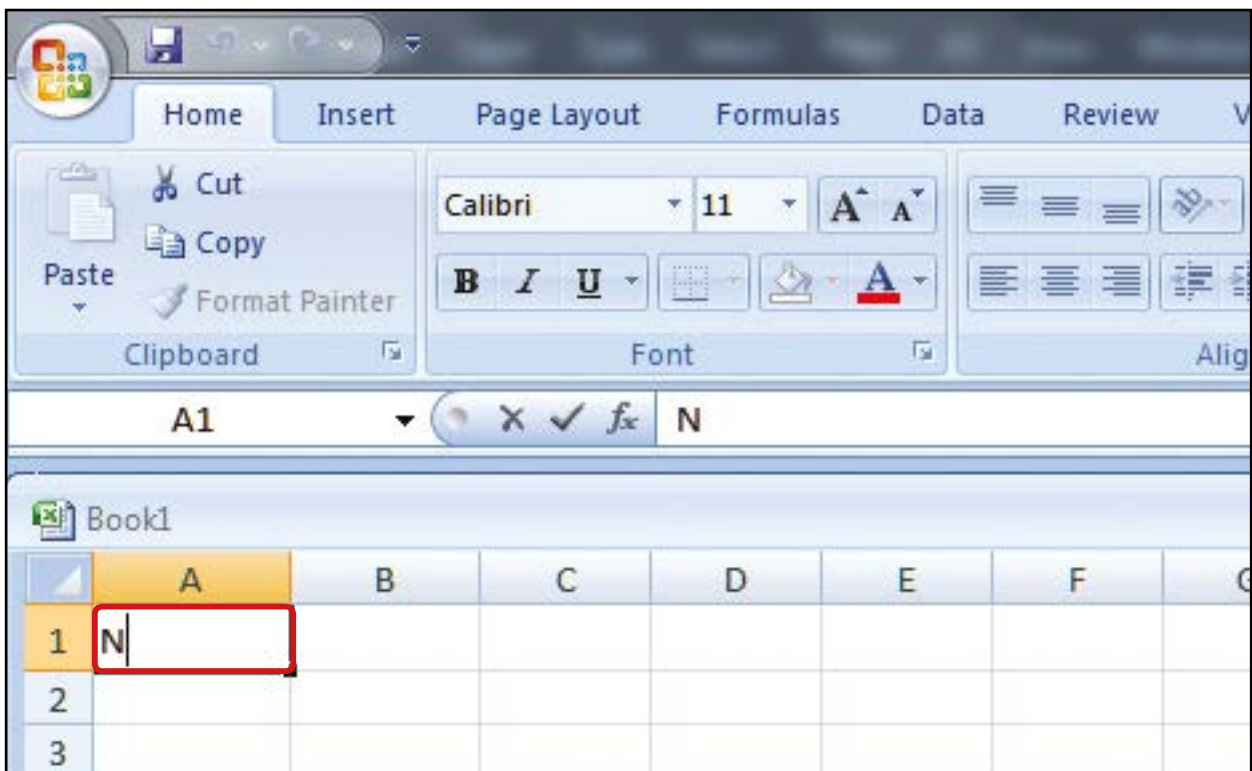 Home Insert Page Layout Formulas Data Review V
Cut
Calibri 11 A A
Copy
Paste
B I U A
Format Painter
Clipboard Font Alig
A1 fx N
Book1
A B C D E F
1 N
2
3